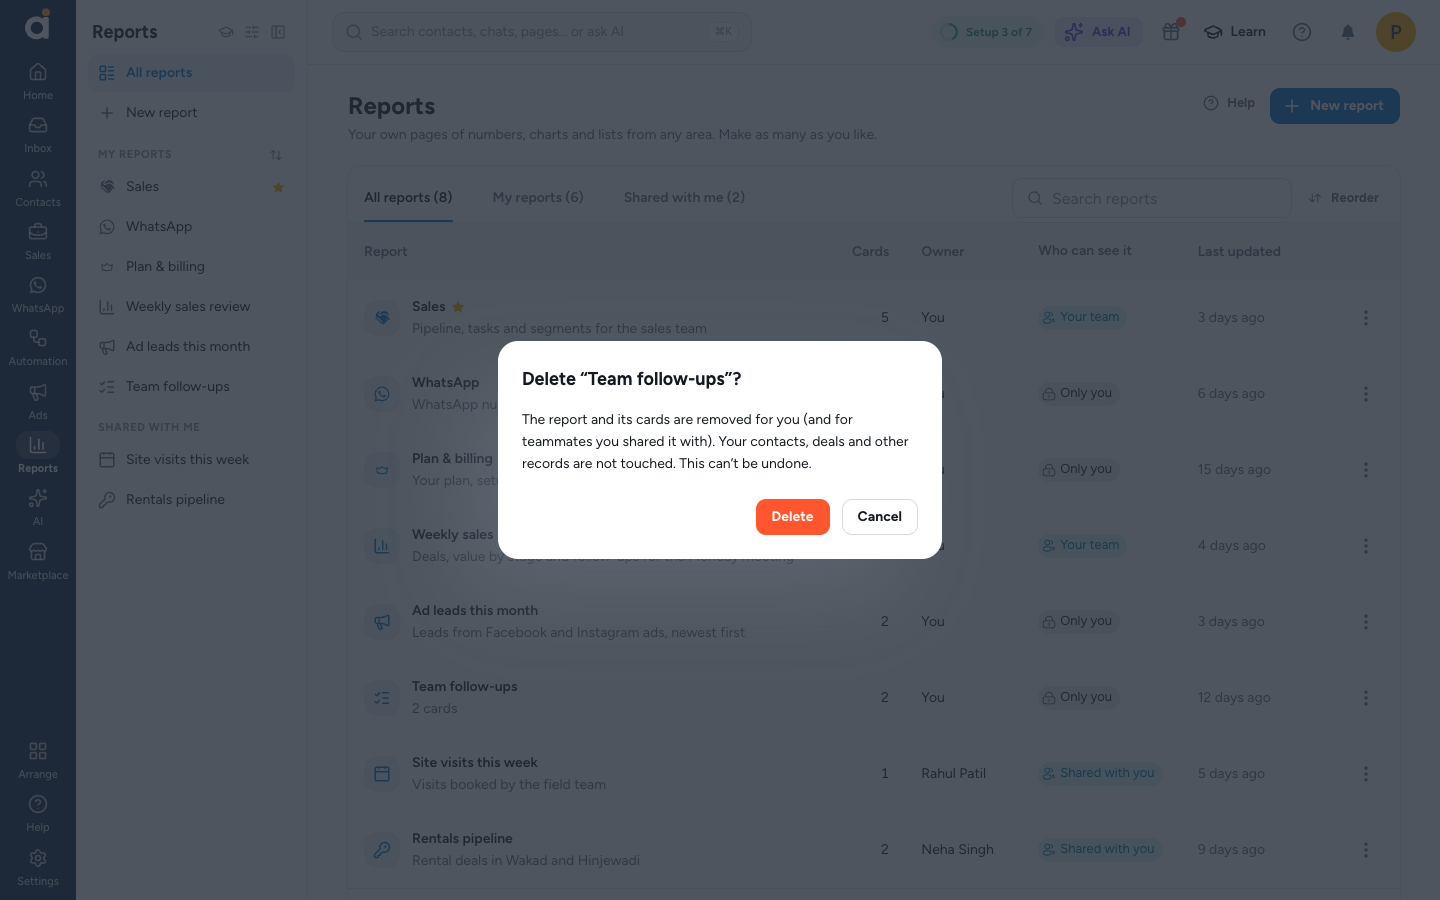 a
Reports
Search contacts, chats, pages... or ask AI
⌘K
Setup 3 of 7
Ask AI
Learn
P
Home
Inbox
Contacts
Sales
WhatsApp
Automation
Ads
Reports
AI
Marketplace
Arrange
Help
Settings
All reports
New report
MY REPORTS
Sales
WhatsApp
Plan & billing
Weekly sales review
Ad leads this month
Team follow-ups
SHARED WITH ME
Site visits this week
Rentals pipeline
Reports
Your own pages of numbers, charts and lists from any area. Make as many as you like.
Help
New report
All reports (8)
My reports (6)
Shared with me (2)
Search reports
Reorder
Report
Cards
Owner
Who can see it
Last updated
Sales
Pipeline, tasks and segments for the sales team
5
You
Your team
3 days ago
WhatsApp
WhatsApp
Only you
6 days ago
Plan & billing
Your plan,
Only you
15 days ago
Weekly sales
Deals, value by
Your team
4 days ago
Delete “Team follow-ups”?
The report and its cards are removed for you (and for
teammates you shared it with). Your contacts, deals and other
records are not touched. This can’t be undone.
Delete
Cancel
Ad leads this month
Leads from Facebook and Instagram ads, newest first
2
You
Only you
3 days ago
Team follow-ups
2 cards
2
You
Only you
12 days ago
Site visits this week
Visits booked by the field team
1
Rahul Patil
Shared with you
5 days ago
Rentals pipeline
Rental deals in Wakad and Hinjewadi
2
Neha Singh
Shared with you
9 days ago